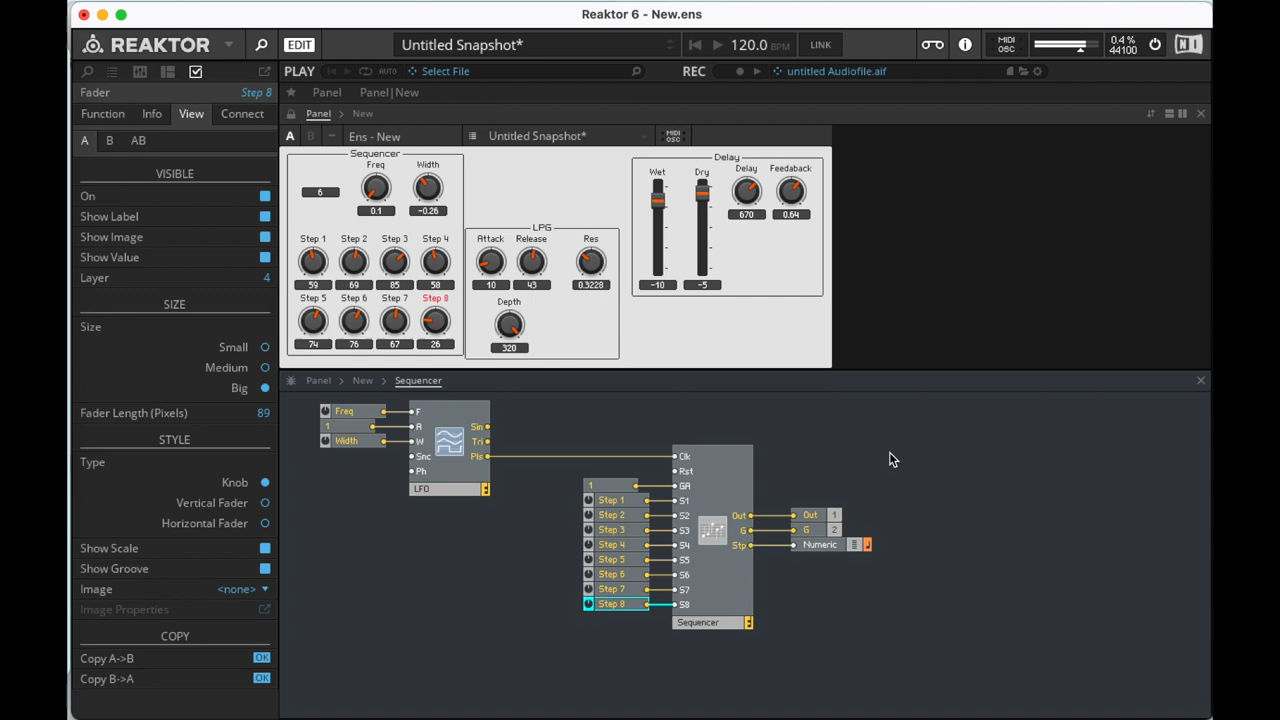 Reaktor 6 - New.ens
REAKTOR
EDIT
Untitled Snapshot*
120.0 BPM
LINK
MIDI
OSC
0.4 %
44100
NI
PLAY
AUTO
Select File
REC
untitled Audiofile.aif
Fader
Step 8
Function
Info
View
Connect
A
B
AB
VISIBLE
On
Show Label
Show Image
Show Value
Layer
4
SIZE
Size
Small
Medium
Big
Fader Length (Pixels)
89
STYLE
Type
Knob
Vertical Fader
Horizontal Fader
Show Scale
Show Groove
Image
<none>
Image Properties
COPY
Copy A->B
OK
Copy B->A
OK
Panel
Panel|New
Panel
New
A
B
Ens - New
Untitled Snapshot*
MIDI
OSC
Sequencer
6
Freq
0.1
Width
-0.26
Step 1
Step 2
Step 3
Step 4
59
69
85
58
Step 5
Step 6
Step 7
Step 8
74
76
67
26
LPG
Attack
Release
Res
10
43
0.3228
Depth
320
Delay
Wet
Dry
Delay
Feedaback
670
0.64
-10
-5
Panel
New
Sequencer
Freq
1
Width
F
A
W
Snc
Ph
Sin
Tri
Pls
LFO
1
Step 1
Step 2
Step 3
Step 4
Step 5
Step 6
Step 7
Step 8
Clk
Rst
GA
S1
S2
S3
S4
S5
S6
S7
S8
Out
G
Stp
Sequencer
Out
1
G
2
Numeric